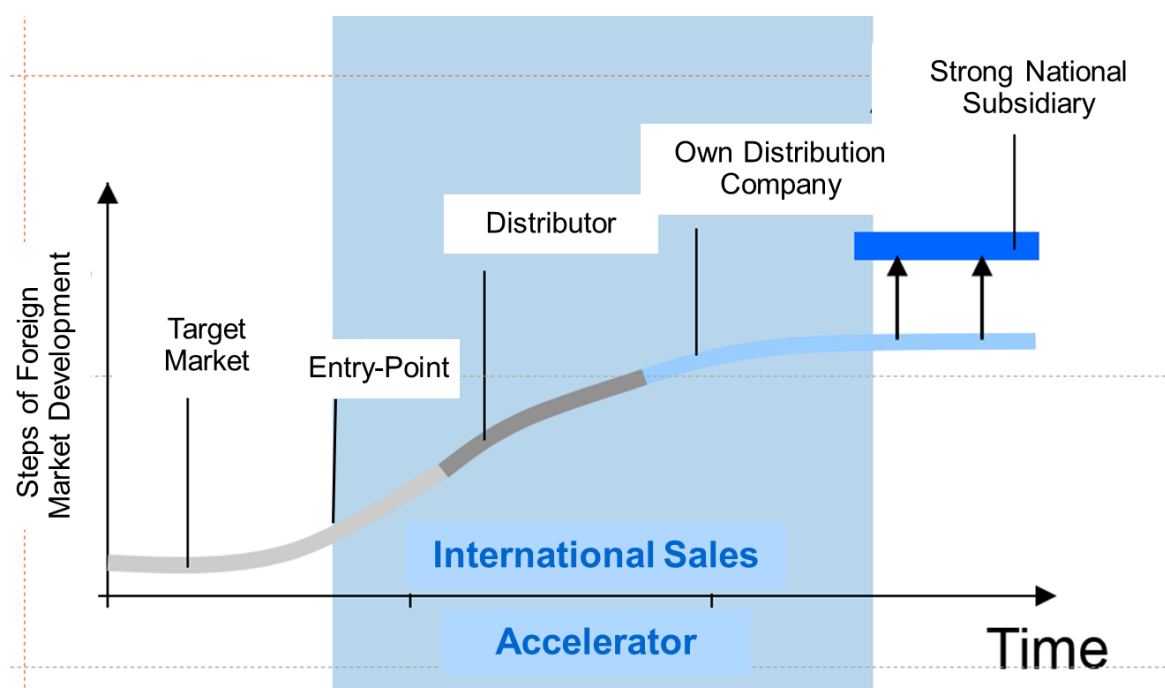 Strong National
Subsidiary
Own Distribution
Company
Distributor
Target
Market
Entry-Point
Steps of Foreign
Market Development
International Sales
Accelerator
Time